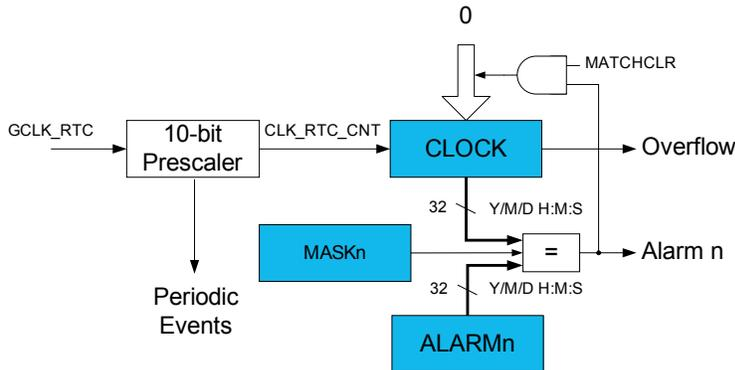 0
MATCHCLR
GCLK_RTC
10-bit
Prescaler
CLK_RTC_CNT
CLOCK
Overflow
32
Y/M/D H:M:S
MASKn
=
Alarm n
32
Y/M/D H:M:S
Periodic
Events
ALARMn